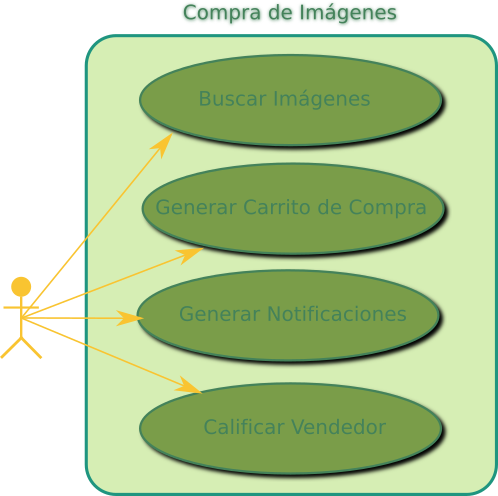 Compra de Imágenes
Buscar Imágenes
Generar Carrito de Compra
Generar Notificaciones
Calificar Vendedor